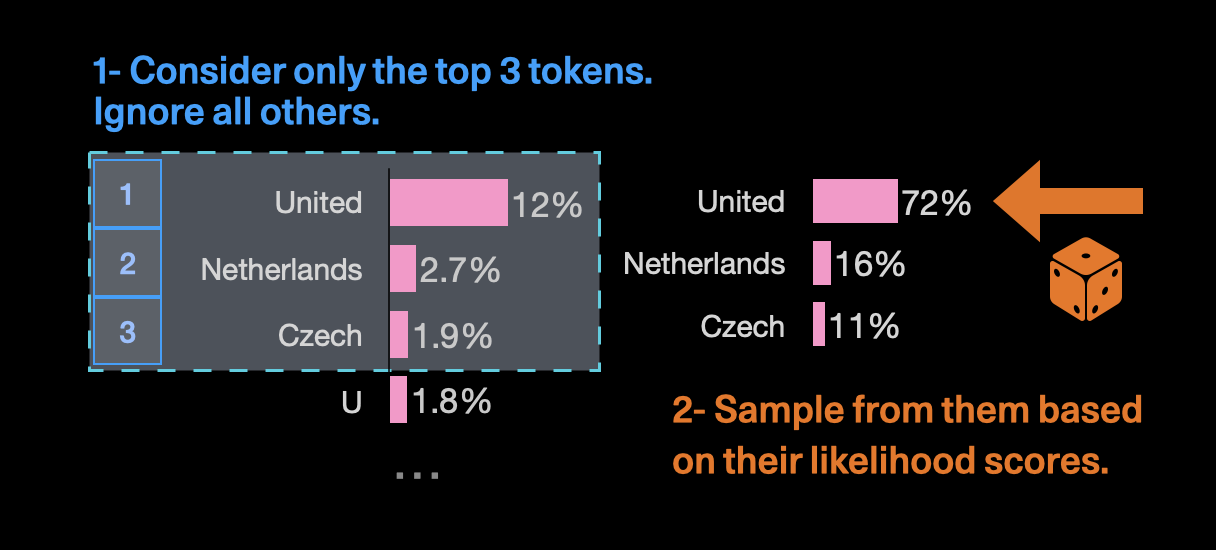 1- Consider only the top 3 tokens.
Ignore all others.
1 United 12%
2 Netherlands 2.7%
3 Czech 1.9%
U 1.8%
...
United 72%
Netherlands 16%
Czech 11%
2- Sample from them based
on their likelihood scores.